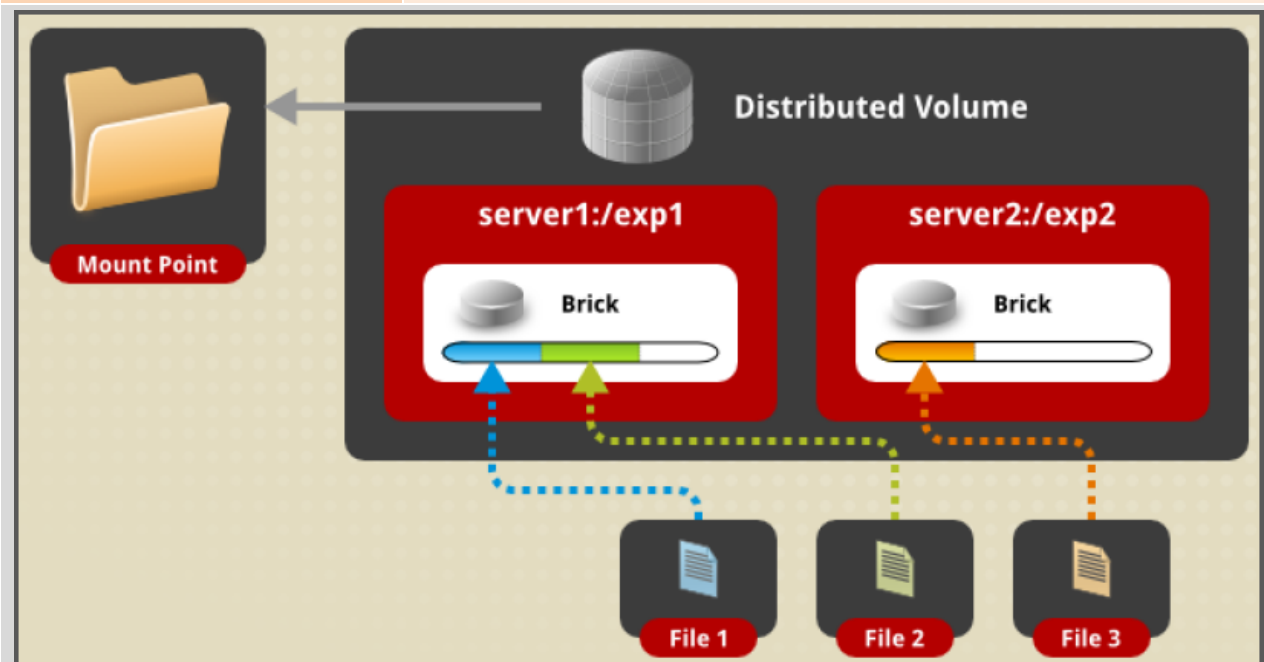 Distributed Volume
Mount Point
server1:/exp1
server2:/exp2
Brick
Brick
File 1
File 2
File 3